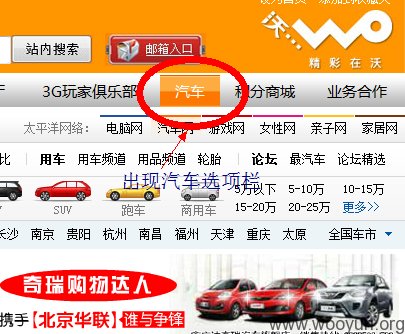 沃...
WO
精彩在沃
站内搜索
邮箱入口
3G玩家俱乐部 汽车 积分商城 业务合作
太平洋网络： 电脑网 汽车网 游戏网 女性网 亲子网 家居网
比 用车 用车频道 用品频道 轮胎 论坛 最汽车 论坛精选
出现汽车选项栏
SUV 跑车 商用车
5万以下 5-10万 10-15万
15-20万 20-25万 更多>>
长沙 南京 贵阳 杭州 南昌 福州 天津 重庆 太原 全国车市
奇瑞购物达人
携手【北京华联】谁与争锋
www.wooyun.org